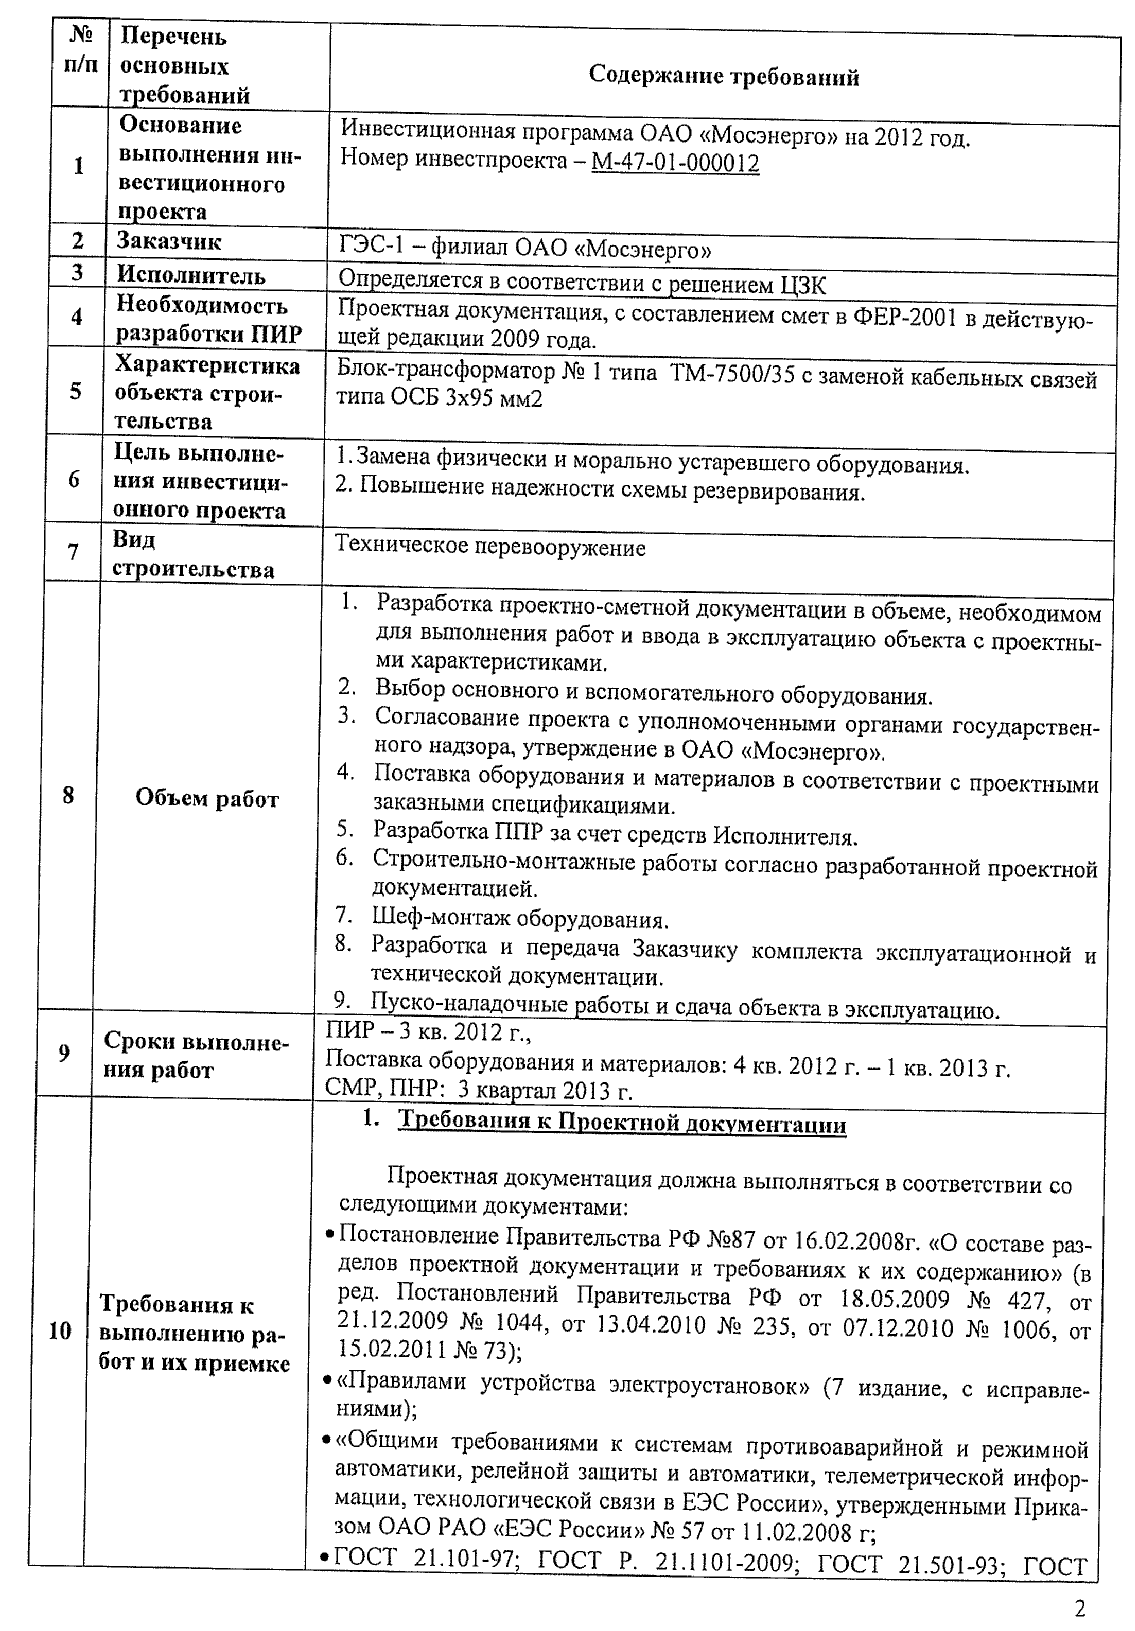 № п/п
Перечень основных требований
Содержание требований
1
Основание
выполнения ин-
вестиционного
проекта
Инвестиционная программа ОАО «Мосэнерго» на 2012 год.
Номер инвестпроекта – М-47-01-000012
2
Заказчик
ГЭС-1 – филиал ОАО «Мосэнерго»
3
Исполнитель
Определяется в соответствии с решением ЦЗК
4
Необходимость
разработки ПИР
Проектная документация, с составлением смет в ФЕР-2001 в действую-
щей редакции 2009 года.
5
Характеристика
объекта строи-
тельства
Блок-трансформатор № 1 типа ТМ-7500/35 с заменой кабельных связей
типа ОСБ 3х95 мм2
6
Цель выполне-
ния инвестици-
онного проекта
1.Замена физически и морально устаревшего оборудования.
2. Повышение надежности схемы резервирования.
7
Вид
строительства
Техническое перевооружение
8
Объем работ
1. Разработка проектно-сметной документации в объеме, необходимом
для выполнения работ и ввода в эксплуатацию объекта с проектны-
ми характеристиками.
2. Выбор основного и вспомогательного оборудования.
3. Согласование проекта с уполномоченными органами государствен-
ного надзора, утверждение в ОАО «Мосэнерго».
4. Поставка оборудования и материалов в соответствии с проектными
заказными спецификациями.
5. Разработка ППР за счет средств Исполнителя.
6. Строительно-монтажные работы согласно разработанной проектной
документацией.
7. Шеф-монтаж оборудования.
8. Разработка и передача Заказчику комплекта эксплуатационной и
технической документации.
9. Пуско-наладочные работы и сдача объекта в эксплуатацию.
9
Сроки выполне-
ния работ
ПИР – 3 кв. 2012 г.,
Поставка оборудования и материалов: 4 кв. 2012 г. – 1 кв. 2013 г.
СМР, ПНР: 3 квартал 2013 г.
10
Требования к
выполнению ра-
бот и их приемке
1. Требования к Проектной документации
Проектная документация должна выполняться в соответствии со
следующими документами:
• Постановление Правительства РФ №87 от 16.02.2008г. «О составе раз-
делов проектной документации и требованиях к их содержанию» (в
ред. Постановлений Правительства РФ от 18.05.2009 № 427, от
21.12.2009 № 1044, от 13.04.2010 № 235, от 07.12.2010 № 1006, от
15.02.2011 № 73);
• «Правилами устройства электроустановок» (7 издание, с исправле-
ниями);
• «Общими требованиями к системам противоаварийной и режимной
автоматики, релейной защиты и автоматики, телеметрической инфор-
мации, технологической связи в ЕЭС России», утвержденными Прика-
зом ОАО РАО «ЕЭС России» № 57 от 11.02.2008 г;
• ГОСТ 21.101-97; ГОСТ Р. 21.1101-2009; ГОСТ 21.501-93; ГОСТ
2